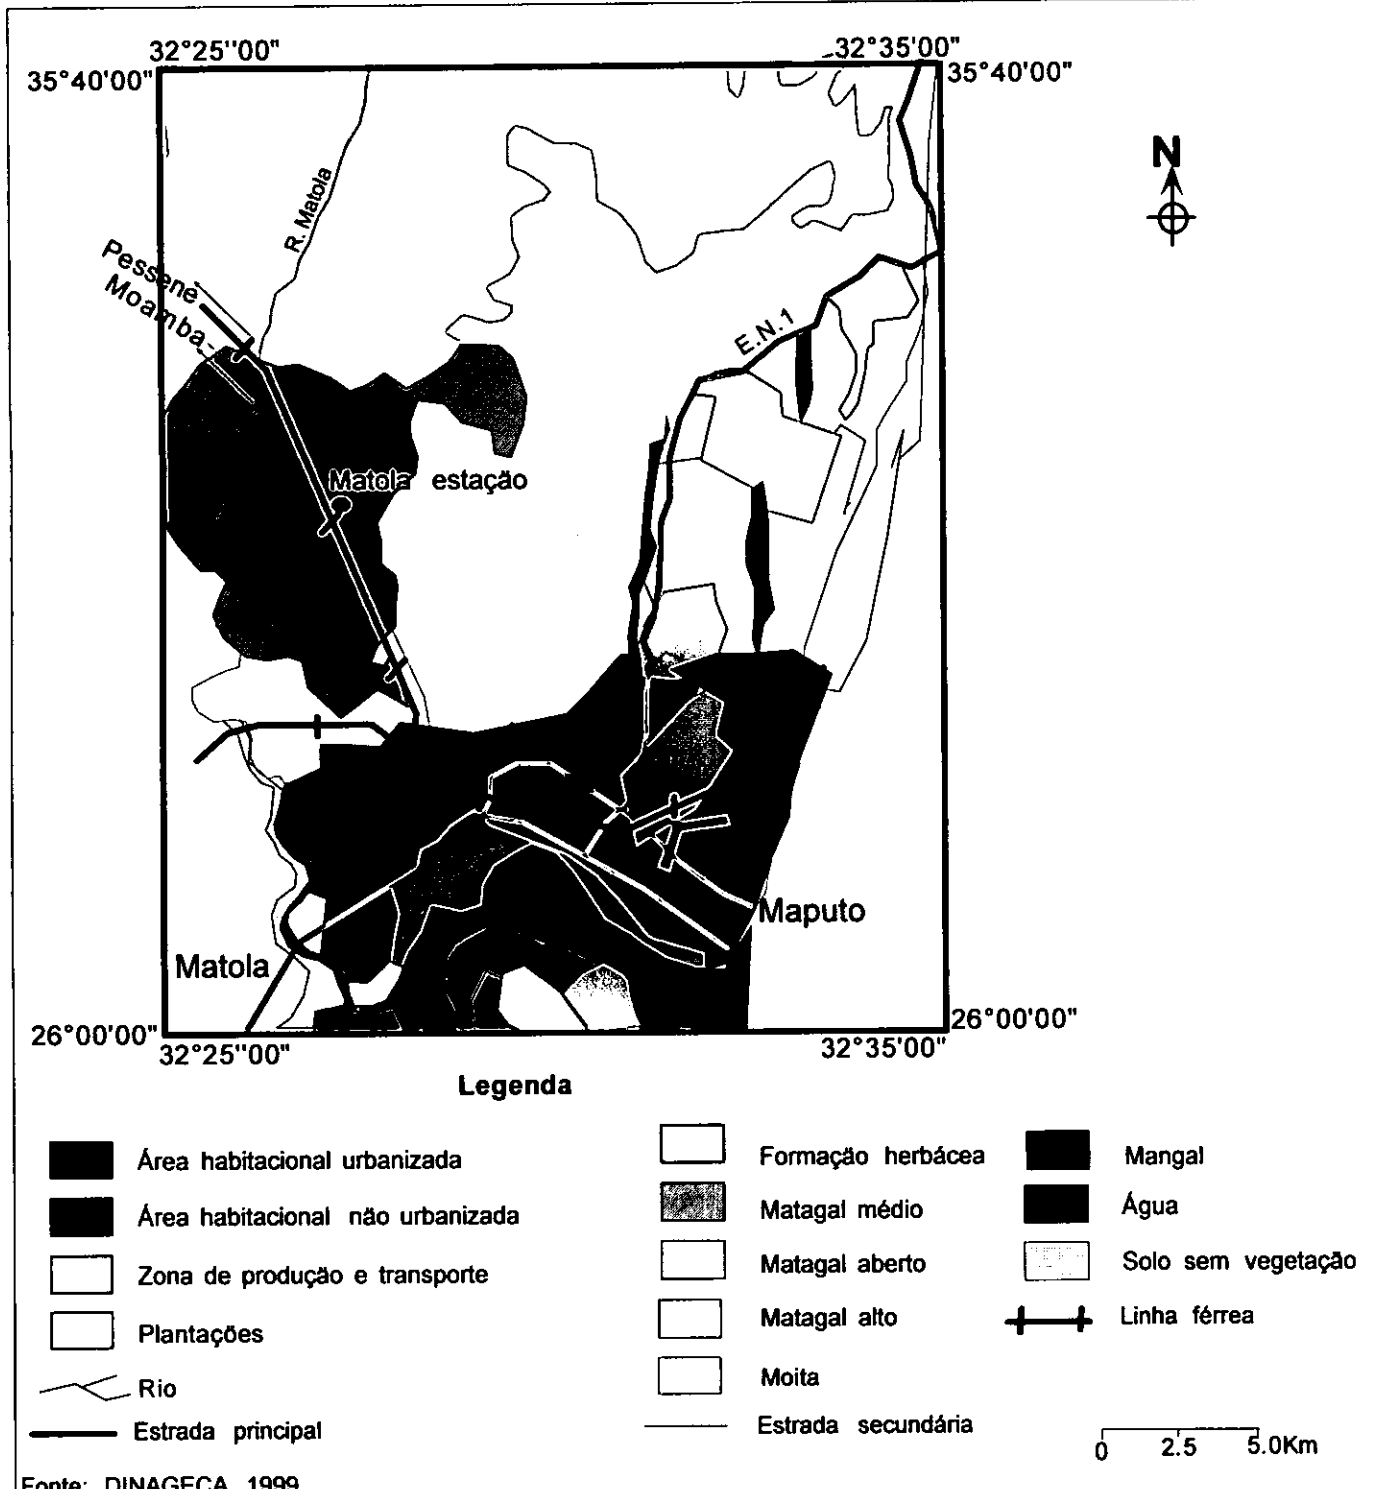 32°25''00" 32°35'00"
35°40'00" 35°40'00"
N
R. Matola
Pessene
Moamba
E.N.1
Matola estação
Maputo
Matola
26°00'00" 26°00'00"
32°25''00" 32°35'00"
Legenda
Área habitacional urbanizada
Área habitacional não urbanizada
Zona de produção e transporte
Plantações
Rio
Estrada principal
Formação herbácea
Matagal médio
Matagal aberto
Matagal alto
Moita
Estrada secundária
Mangal
Água
Solo sem vegetação
Linha férrea
0 2.5 5.0Km
Fonte: DINAGECA 1999